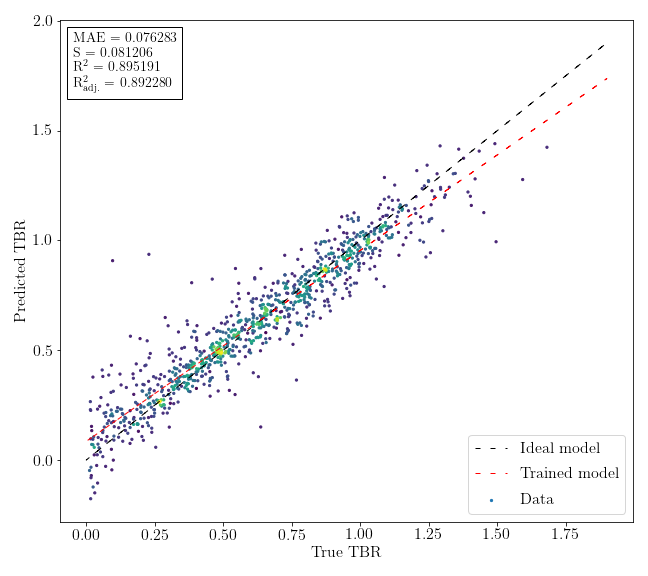 MAE = 0.076283
S = 0.081206
R² = 0.895191
R²adj. = 0.892280
2.0
1.5
1.0
0.5
0.0
Predicted TBR
Ideal model
Trained model
Data
0.00 0.25 0.50 0.75 1.00 1.25 1.50 1.75
True TBR